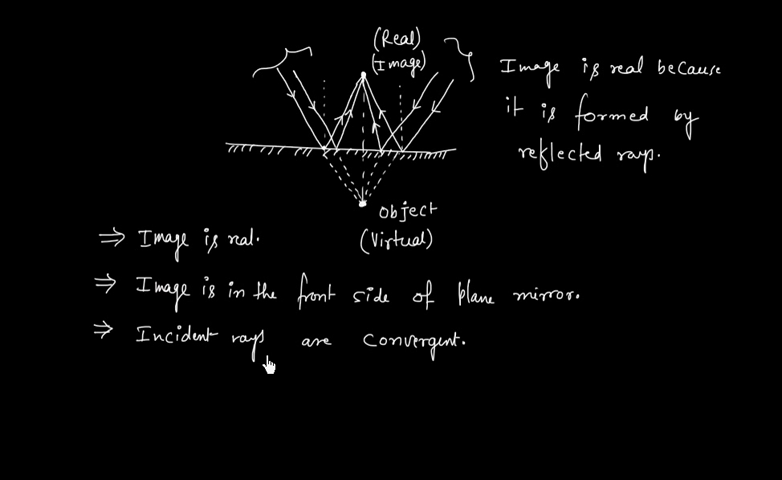 (Real)
(Image)
Image is real because
it is formed by
reflected rays.
Object
(Virtual)
⇒ Image is real.
⇒ Image is in the front side of plane mirror.
⇒ Incident rays are convergent.